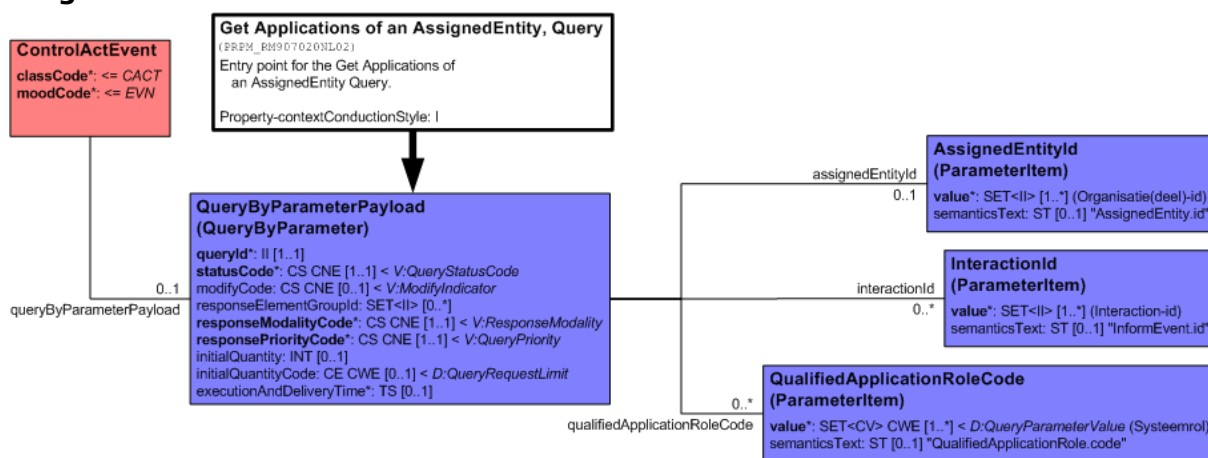 Get Applications of an AssignedEntity, Query
(PRPM_RM907020NL02)
Entry point for the Get Applications of
an AssignedEntity Query.
Property-contextConductionStyle: I
ControlActEvent
classCode*: <= CACT
moodCode*: <= EVN
0..1
queryByParameterPayload
QueryByParameterPayload
(QueryByParameter)
queryId*: II [1..1]
statusCode*: CS CNE [1..1] < V:QueryStatusCode
modifyCode: CS CNE [0..1] < V:ModifyIndicator
responseElementGroupId: SET<II> [0..*]
responseModalityCode*: CS CNE [1..1] < V:ResponseModality
responsePriorityCode*: CS CNE [1..1] < V:QueryPriority
initialQuantity: INT [0..1]
initialQuantityCode: CE CWE [0..1] < D:QueryRequestLimit
executionAndDeliveryTime*: TS [0..1]
assignedEntityId
0..1
AssignedEntityId
(ParameterItem)
value*: SET<II> [1..*] (Organisatie(deel)-id)
semanticsText: ST [0..1] "AssignedEntity.id"
interactionId
0..*
InteractionId
(ParameterItem)
value*: SET<II> [1..*] (Interaction-id)
semanticsText: ST [0..1] "InformEvent.id"
0..*
qualifiedApplicationRoleCode
QualifiedApplicationRoleCode
(ParameterItem)
value*: SET<CV> CWE [1..*] < D:QueryParameterValue (Systeemrol)
semanticsText: ST [0..1] "QualifiedApplicationRole.code"